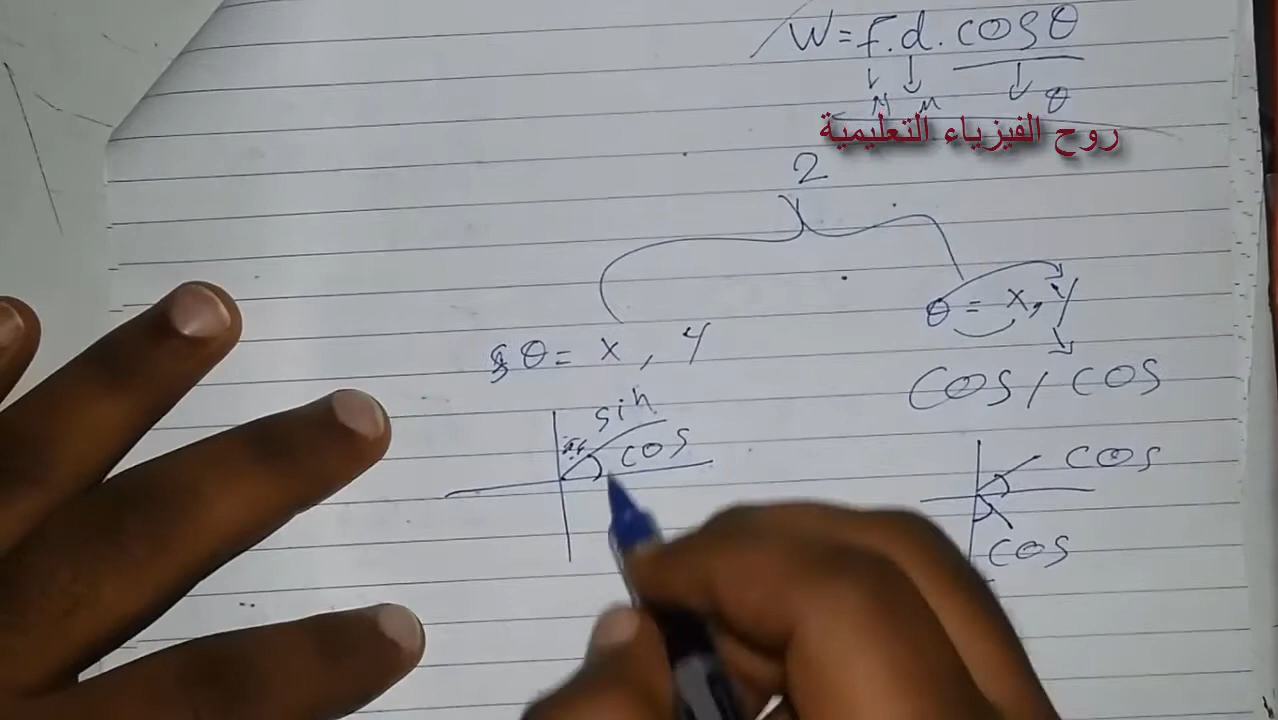 W = f. d. cosθ
N M θ
روح الفيزياء التعليمية
2
θ = x, y
θ = x, y
cos / cos
sin
cos
cos
cos